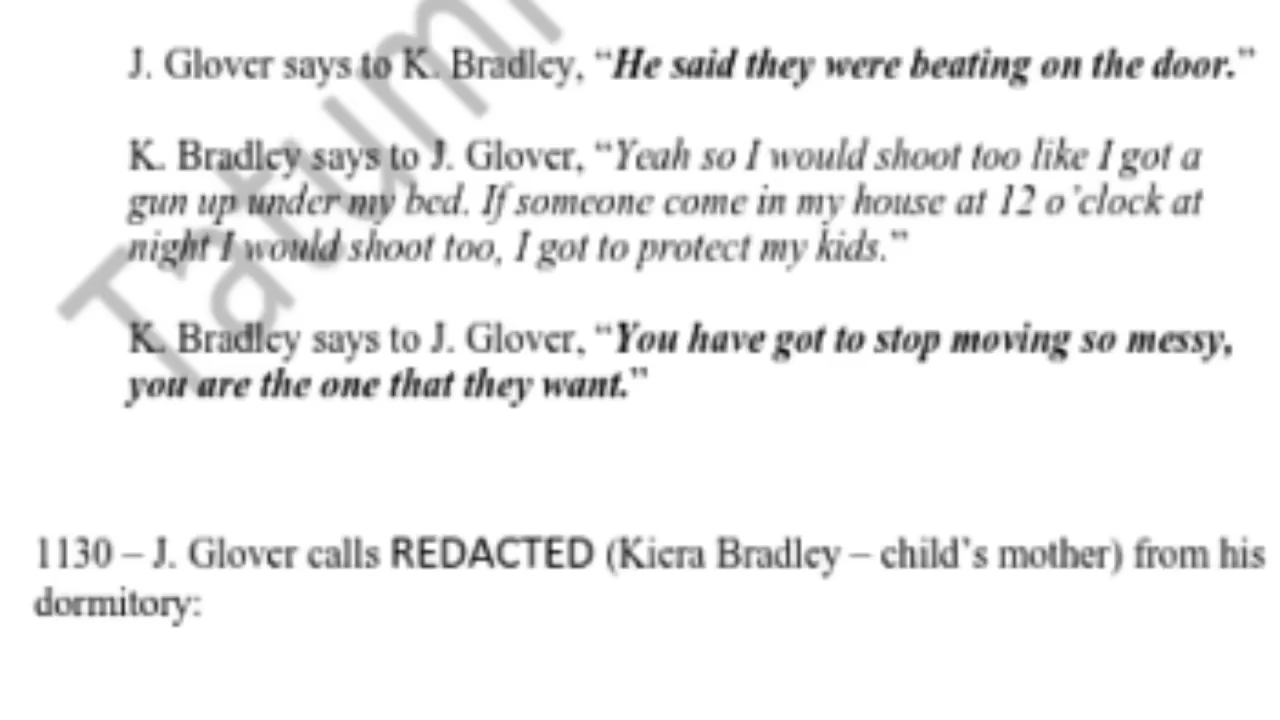 J. Glover says to K. Bradley, “He said they were beating on the door.”
K. Bradley says to J. Glover, “Yeah so I would shoot too like I got a
gun up under my bed. If someone come in my house at 12 o’clock at
night I would shoot too, I got to protect my kids.”
K. Bradley says to J. Glover, “You have got to stop moving so messy,
you are the one that they want.”
1130 – J. Glover calls REDACTED (Kiera Bradley – child’s mother) from his
dormitory:
Tatum